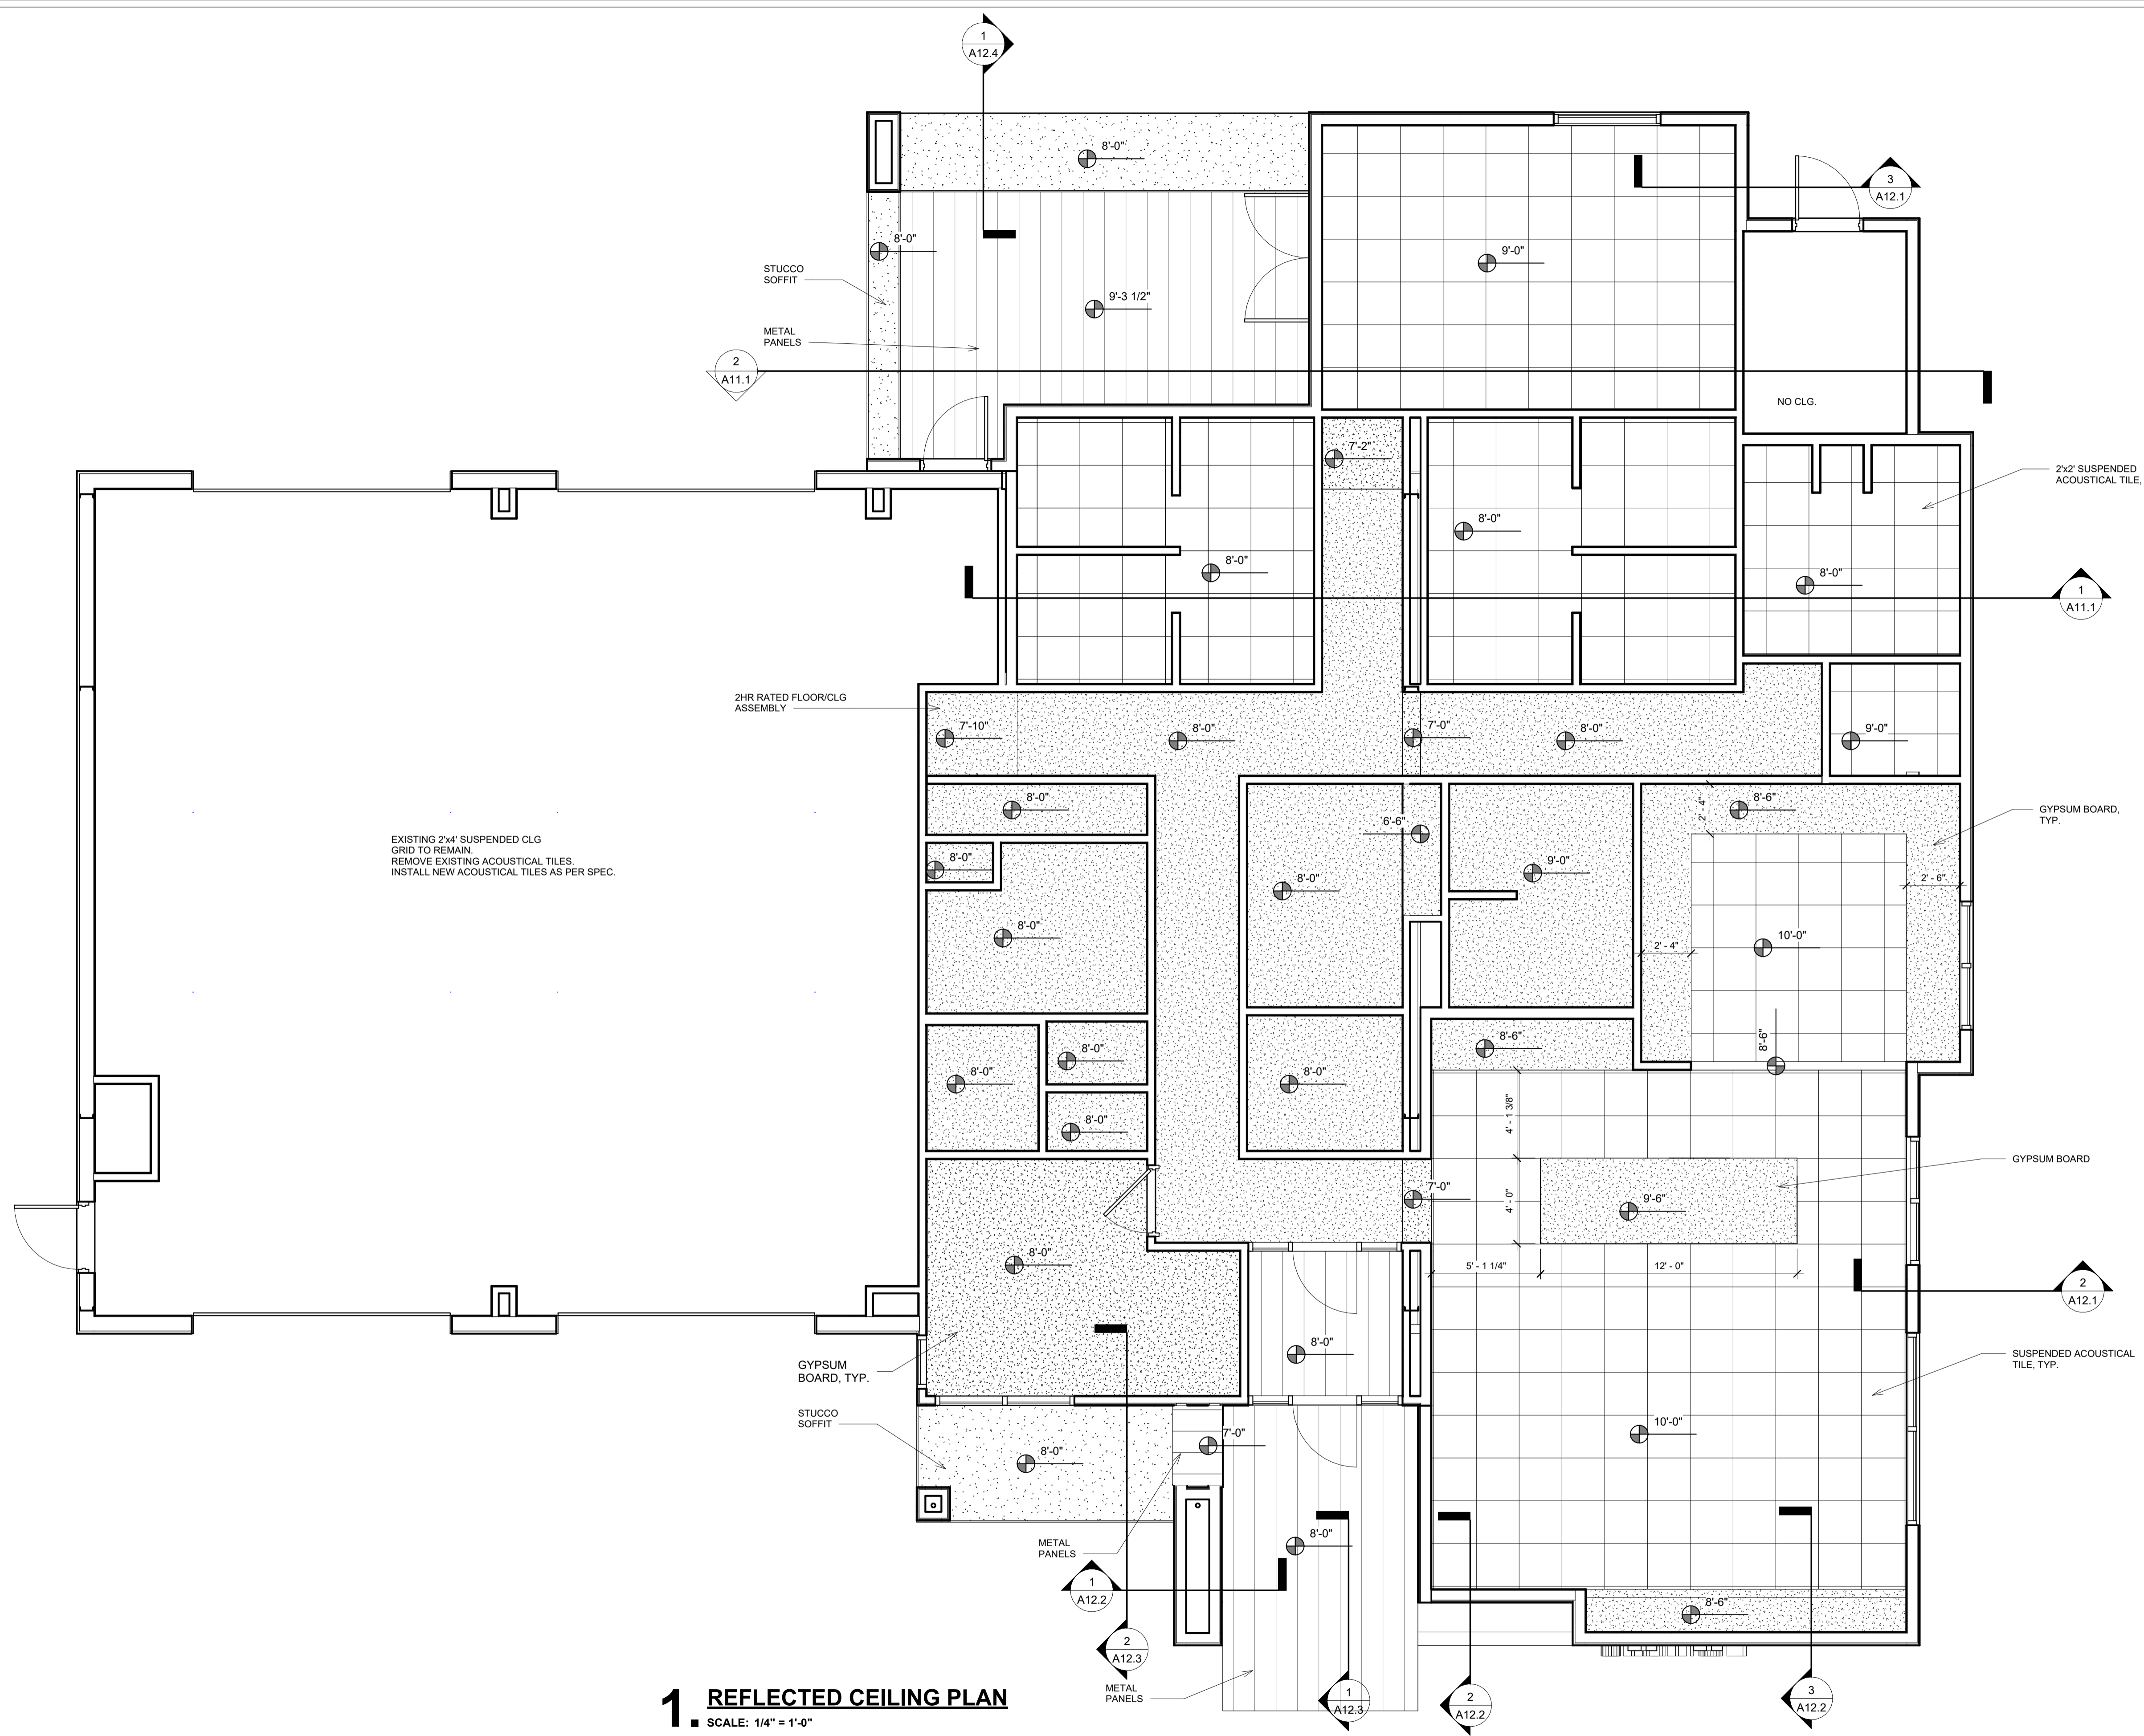 1
A12.4
8'-0"
3
A12.1
8'-0"
9'-0"
STUCCO
SOFFIT
9'-3 1/2"
METAL
PANELS
2
A11.1
NO CLG.
7'-2"
2'x2' SUSPENDED
ACOUSTICAL TILE,
8'-0"
8'-0"
8'-0"
1
A11.1
2HR RATED FLOOR/CLG
ASSEMBLY
7'-10"
8'-0"
7'-0"
8'-0"
9'-0"
8'-0"
6'-6"
2' - 4"
8'-6"
GYPSUM BOARD,
TYP.
EXISTING 2'x4' SUSPENDED CLG
GRID TO REMAIN.
REMOVE EXISTING ACOUSTICAL TILES.
INSTALL NEW ACOUSTICAL TILES AS PER SPEC.
8'-0"
8'-0"
9'-0"
2' - 6"
8'-0"
2' - 4"
10'-0"
8'-6"
8'-6"
8'-0"
8'-0"
8'-0"
8'-0"
4' - 1 3/8"
GYPSUM BOARD
7'-0"
4' - 0"
9'-6"
8'-0"
5' - 1 1/4"
12' - 0"
2
A12.1
8'-0"
GYPSUM
BOARD, TYP.
SUSPENDED ACOUSTICAL
TILE, TYP.
STUCCO
SOFFIT
8'-0"
7'-0"
10'-0"
METAL
PANELS
8'-0"
1
A12.2
8'-6"
2
A12.3
METAL
PANELS
1
A12.3
2
A12.2
3
A12.2
1. REFLECTED CEILING PLAN
SCALE: 1/4" = 1'-0"